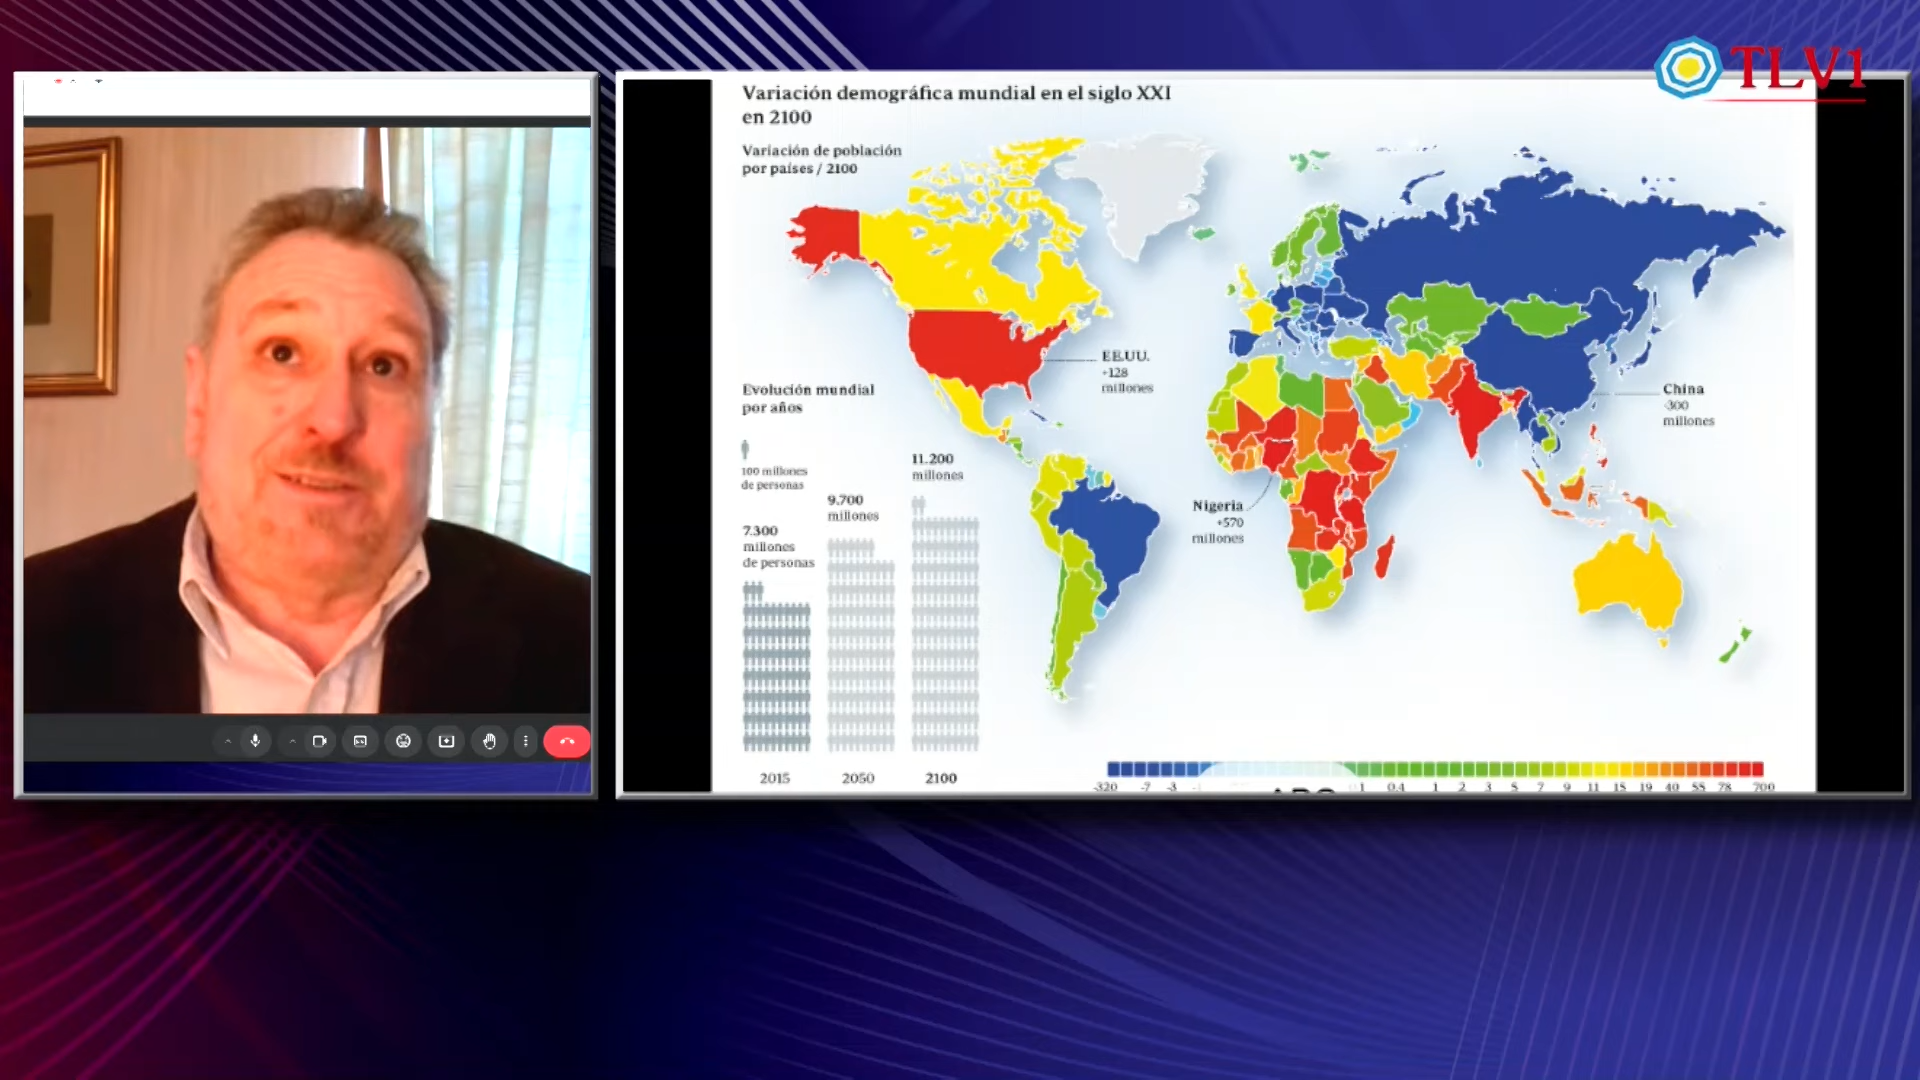 TLV1
Variación demográfica mundial en el siglo XXI
en 2100
Variación de población
por países / 2100
EE.UU.
+128
millones
China
-300
millones
Evolución mundial
por años
100 millones
de personas
11.200
millones
9.700
millones
7.300
millones
de personas
Nigeria
+570
millones
2015 2050 2100
-320 -7 -3 -1 0.4 1 2 3 5 7 9 11 15 19 40 55 78 700